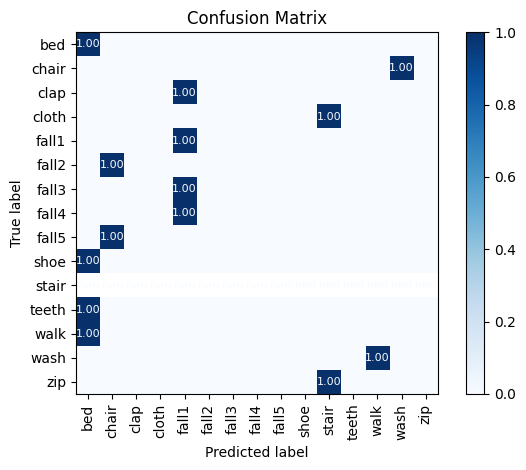 Confusion Matrix
True label
bed 1.00
chair 1.00
clap 1.00
cloth 1.00
fall1 1.00
fall2 1.00
fall3 1.00
fall4 1.00
fall5 1.00
shoe 1.00
stair
teeth 1.00
walk 1.00
wash 1.00
zip 1.00
bed chair clap cloth fall1 fall2 fall3 fall4 fall5 shoe stair teeth walk wash zip
Predicted label
1.0
0.8
0.6
0.4
0.2
0.0